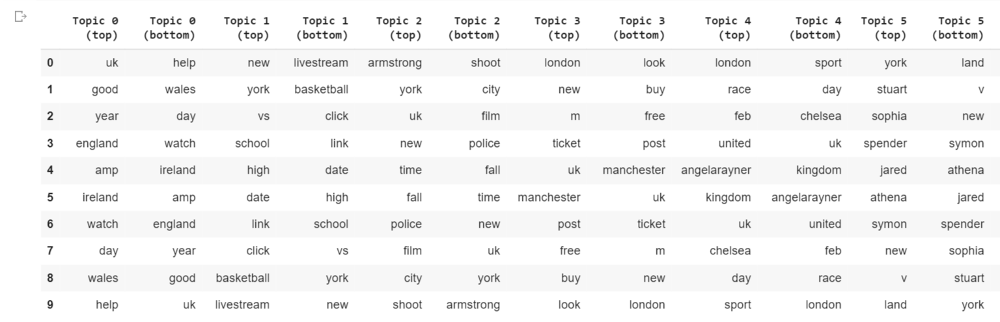 Topic 0 Topic 0 Topic 1 Topic 1 Topic 2 Topic 2 Topic 3 Topic 3 Topic 4 Topic 4 Topic 5 Topic 5
(top) (bottom) (top) (bottom) (top) (bottom) (top) (bottom) (top) (bottom) (top) (bottom)
0 uk help new livestream armstrong shoot london look london sport york land
1 good wales york basketball york city new buy race day stuart v
2 year day vs click uk film m free feb chelsea sophia new
3 england watch school link new police ticket post united uk spender symon
4 amp ireland high date time fall uk manchester angelarayner kingdom jared athena
5 ireland amp date high fall time manchester uk kingdom angelarayner athena jared
6 watch england link school police new post ticket uk united symon spender
7 day year click vs film uk free m chelsea feb new sophia
8 wales good basketball york city york buy new day race v stuart
9 help uk livestream new shoot armstrong look london sport london land york